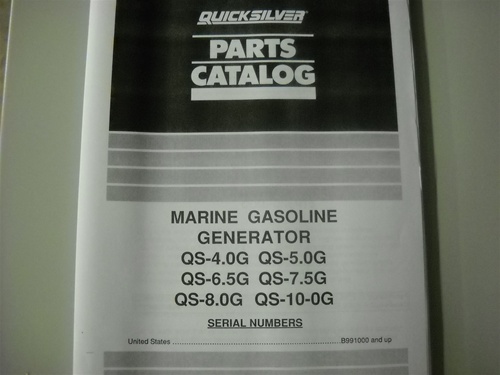 QUICKSILVER®
PARTS
CATALOG
MARINE GASOLINE
GENERATOR
QS-4.0G QS-5.0G
QS-6.5G QS-7.5G
QS-8.0G QS-10-0G
SERIAL NUMBERS
United States ........................................................................B991000 and up